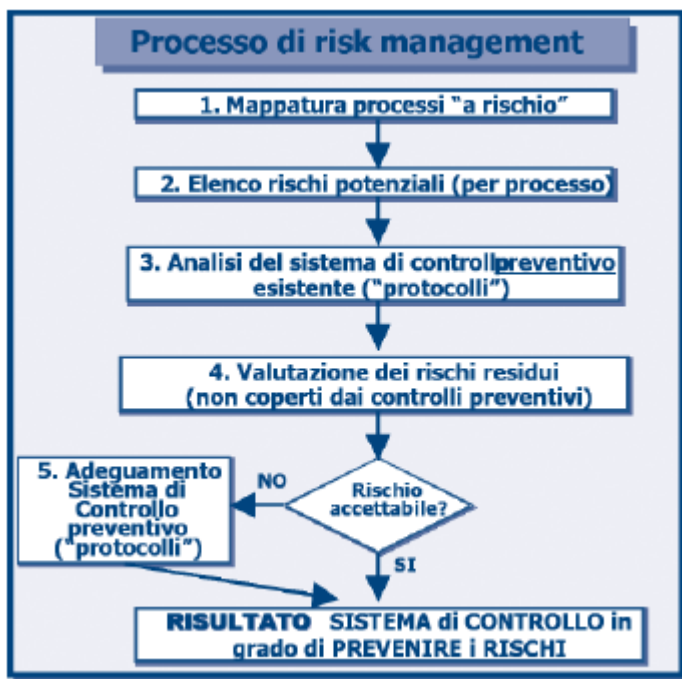 Processo di risk management
1. Mappatura processi "a rischio"
2. Elenco rischi potenziali (per processo)
3. Analisi del sistema di controllo preventivo
esistente ("protocolli")
4. Valutazione dei rischi residui
(non coperti dai controlli preventivi)
5. Adeguamento
Sistema di
Controllo
preventivo
("protocolli")
NO
Rischio
accettabile?
SI
RISULTATO SISTEMA di CONTROLLO in
grado di PREVENIRE i RISCHI